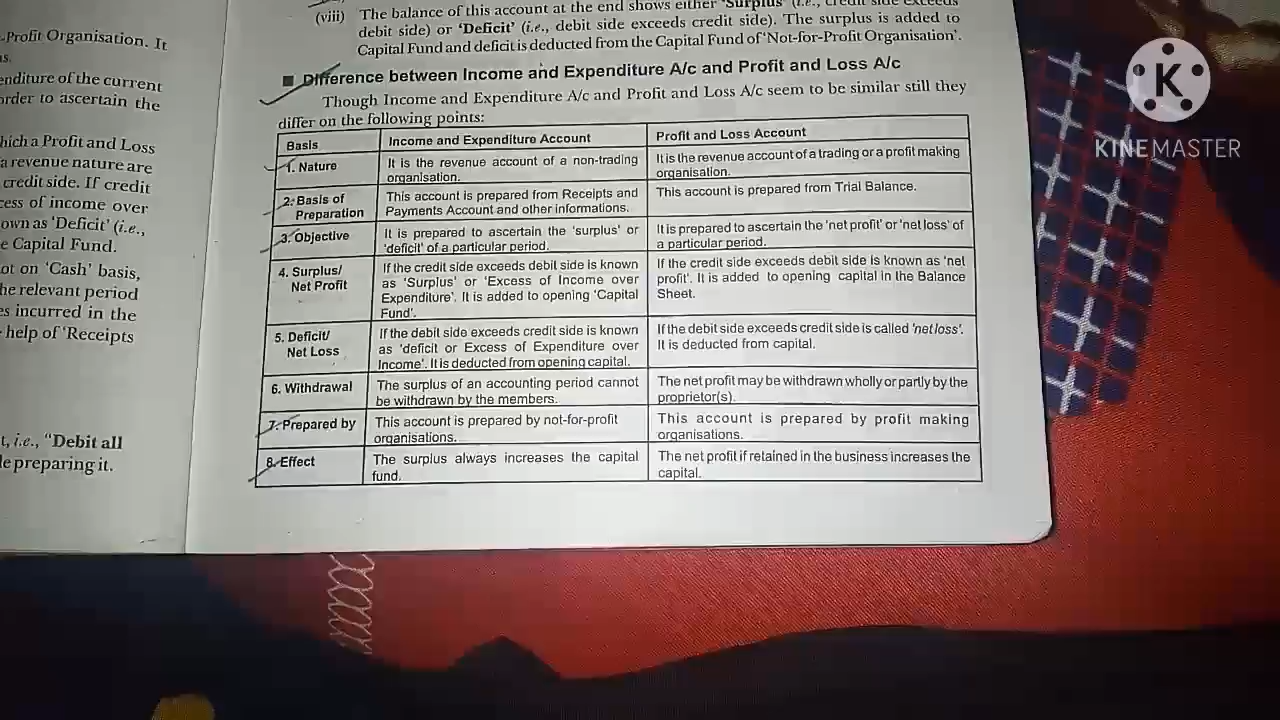 -Profit Organisation. It
enditure of the current
order to ascertain the
hich a Profit and Loss
a revenue nature are
credit side. If credit
cess of income over
own as 'Deficit' (i.e.,
e Capital Fund.
ot on 'Cash' basis,
he relevant period
es incurred in the
help of 'Receipts
t, i.e., "Debit all
le preparing it.
(viii) The balance of this account at the end shows either 'Surplus' (i.e., credit side exceeds
debit side) or 'Deficit' (i.e., debit side exceeds credit side). The surplus is added to
Capital Fund and deficit is deducted from the Capital Fund of 'Not-for-Profit Organisation'.
■ Difference between Income and Expenditure A/c and Profit and Loss A/c
Though Income and Expenditure A/c and Profit and Loss A/c seem to be similar still they
differ on the following points:
Basis Income and Expenditure Account Profit and Loss Account
1. Nature It is the revenue account of a non-trading It is the revenue account of a trading or a profit making
organisation. organisation.
2. Basis of This account is prepared from Receipts and This account is prepared from Trial Balance.
Preparation Payments Account and other informations.
3. Objective It is prepared to ascertain the 'surplus' or It is prepared to ascertain the 'net profit' or 'net loss' of
'deficit' of a particular period. a particular period.
4. Surplus/ If the credit side exceeds debit side is known If the credit side exceeds debit side is known as 'net
Net Profit as 'Surplus' or 'Excess of Income over profit'. It is added to opening capital in the Balance
Expenditure'. It is added to opening 'Capital Sheet.
Fund'.
5. Deficit/ If the debit side exceeds credit side is known If the debit side exceeds credit side is called 'net loss'.
Net Loss as 'deficit or Excess of Expenditure over It is deducted from capital.
Income'. It is deducted from opening capital.
6. Withdrawal The surplus of an accounting period cannot The net profit may be withdrawn wholly or partly by the
be withdrawn by the members. proprietor(s).
7. Prepared by This account is prepared by not-for-profit This account is prepared by profit making
organisations. organisations.
8. Effect The surplus always increases the capital The net profit if retained in the business increases the
fund. capital.
K
KINEMASTER